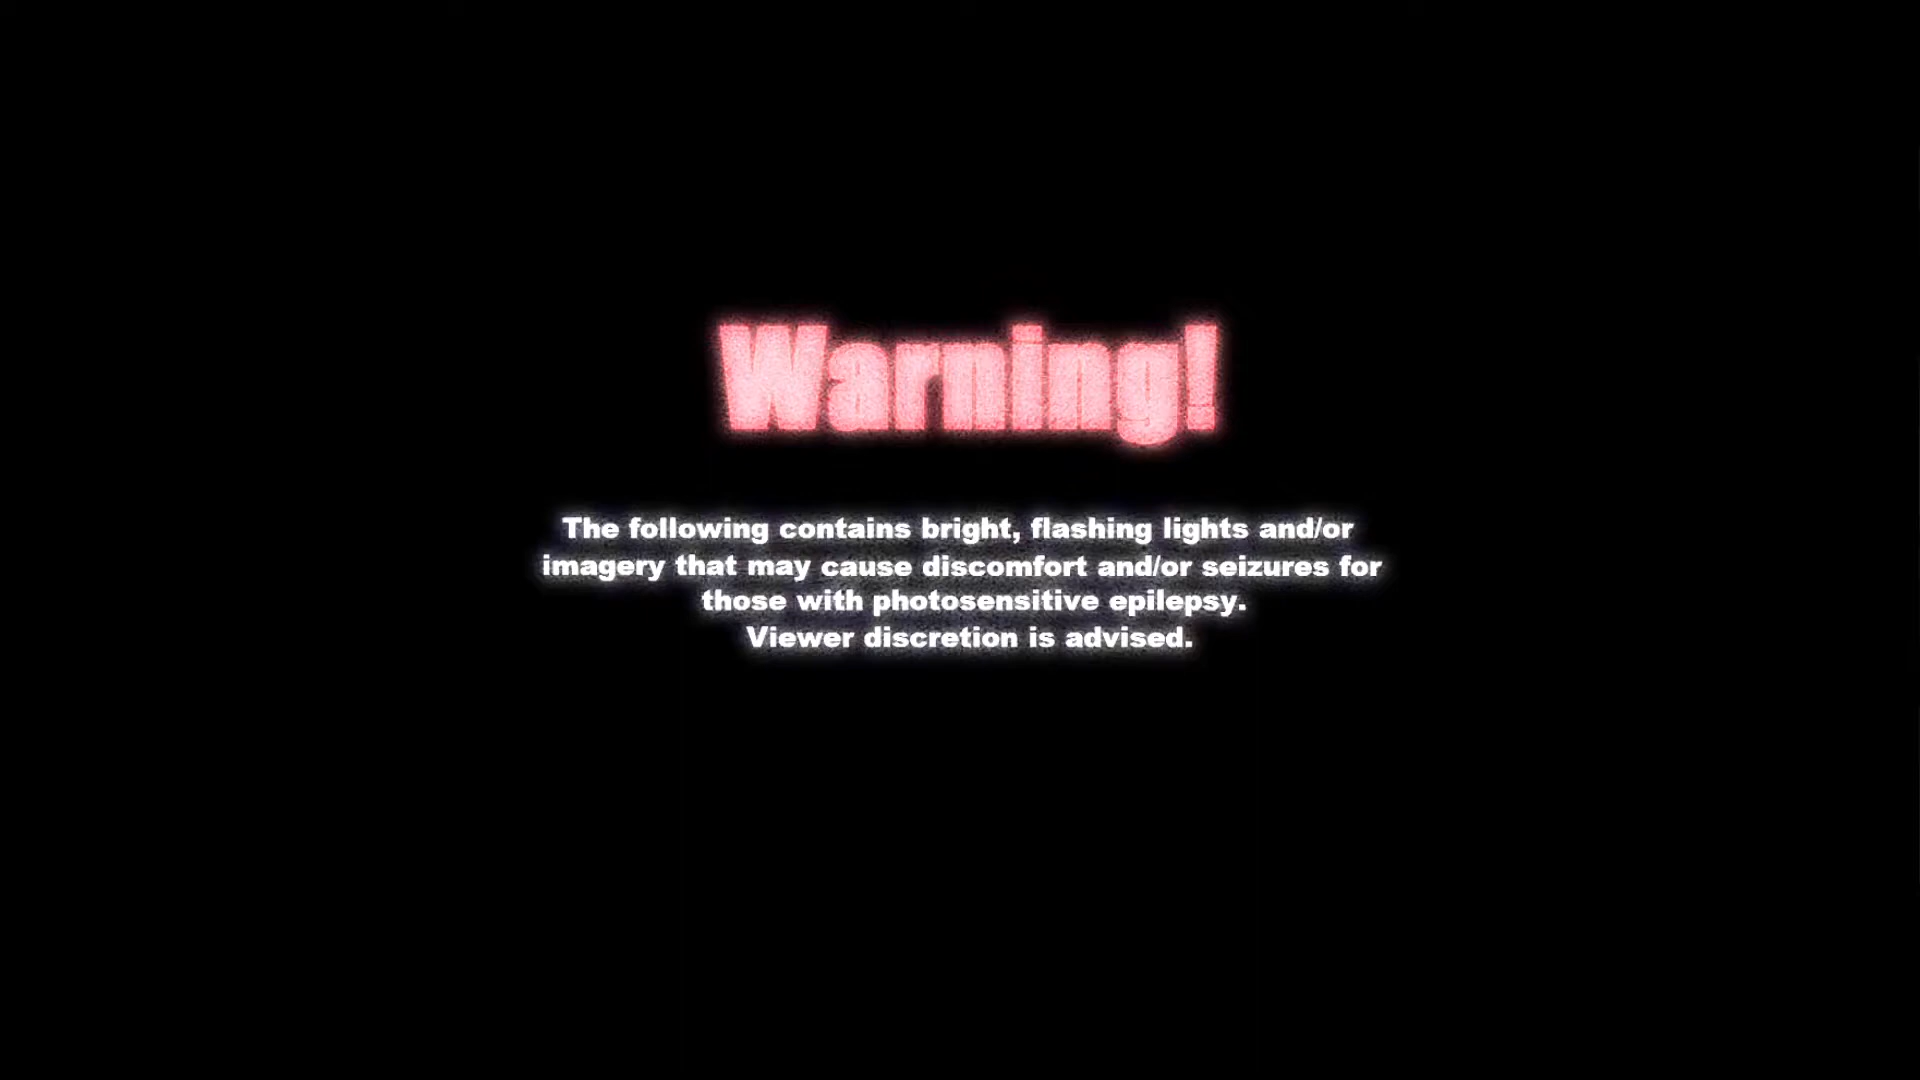 Warning!
The following contains bright, flashing lights and/or
imagery that may cause discomfort and/or seizures for
those with photosensitive epilepsy.
Viewer discretion is advised.